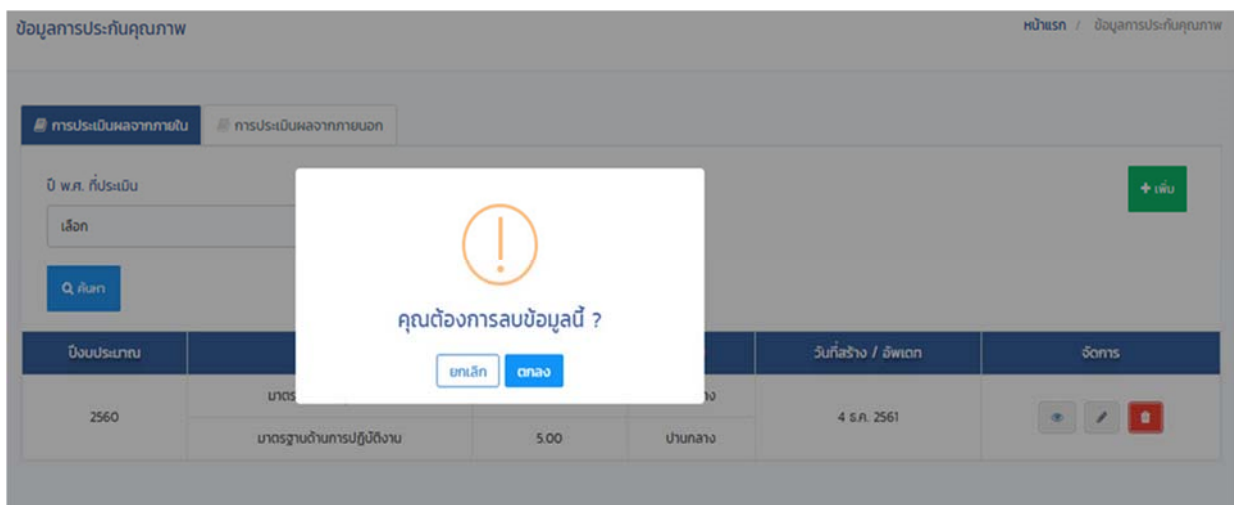 ข้อมูลการประกันคุณภาพ
หน้าแรก / ข้อมูลการประกันคุณภาพ
การประเมินผลจากภายใน
การประเมินผลจากภายนอก
ปี พ.ศ. ที่ประเมิน
+ เพิ่ม
เลือก
ค้นหา
คุณต้องการลบข้อมูลนี้ ?
ยกเลิก ตกลง
ปีงบประมาณ วันที่สร้าง / อัพเดท จัดการ
2560 4 ธ.ค. 2561
มาตรฐานด้านการปฏิบัติงาน 5.00 ปานกลาง